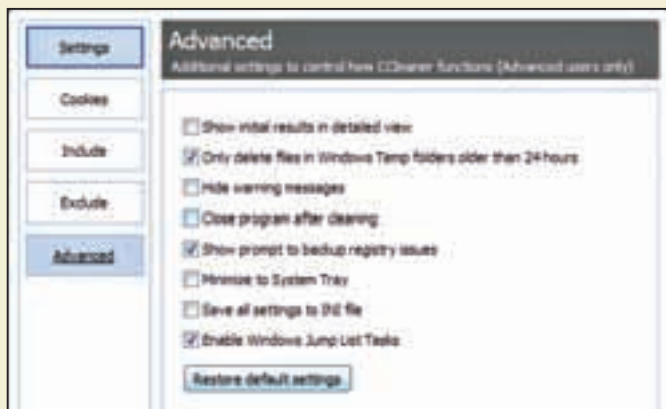 Settings
Cookies
Include
Exclude
Advanced
Advanced
Additional settings to control how CCleaner functions (Advanced users only)
Show initial results in detailed view
Only delete files in Windows Temp folders older than 24 hours
Hide warning messages
Close program after cleaning
Show prompt to backup registry issues
Minimize to System Tray
Save all settings to INI file
Enable Windows Jump List Tasks
Restore default settings